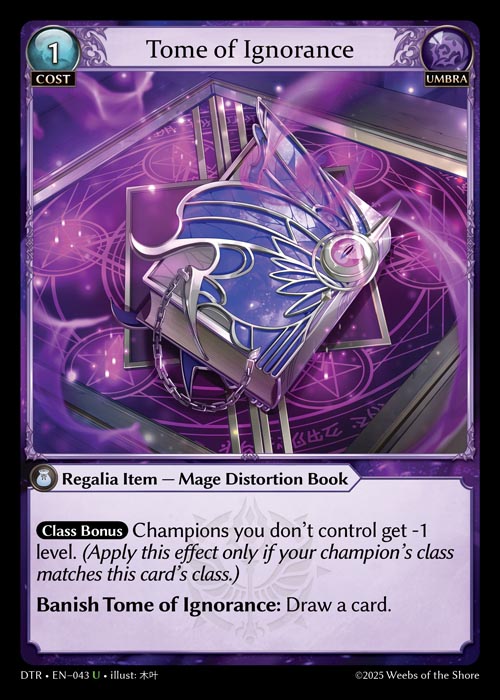 1
COST
Tome of Ignorance
UMBRA
Regalia Item — Mage Distortion Book
Class Bonus Champions you don't control get -1
level. (Apply this effect only if your champion's class
matches this card's class.)
Banish Tome of Ignorance: Draw a card.
DTR • EN–043 U • illust: 木叶
©2025 Weebs of the Shore